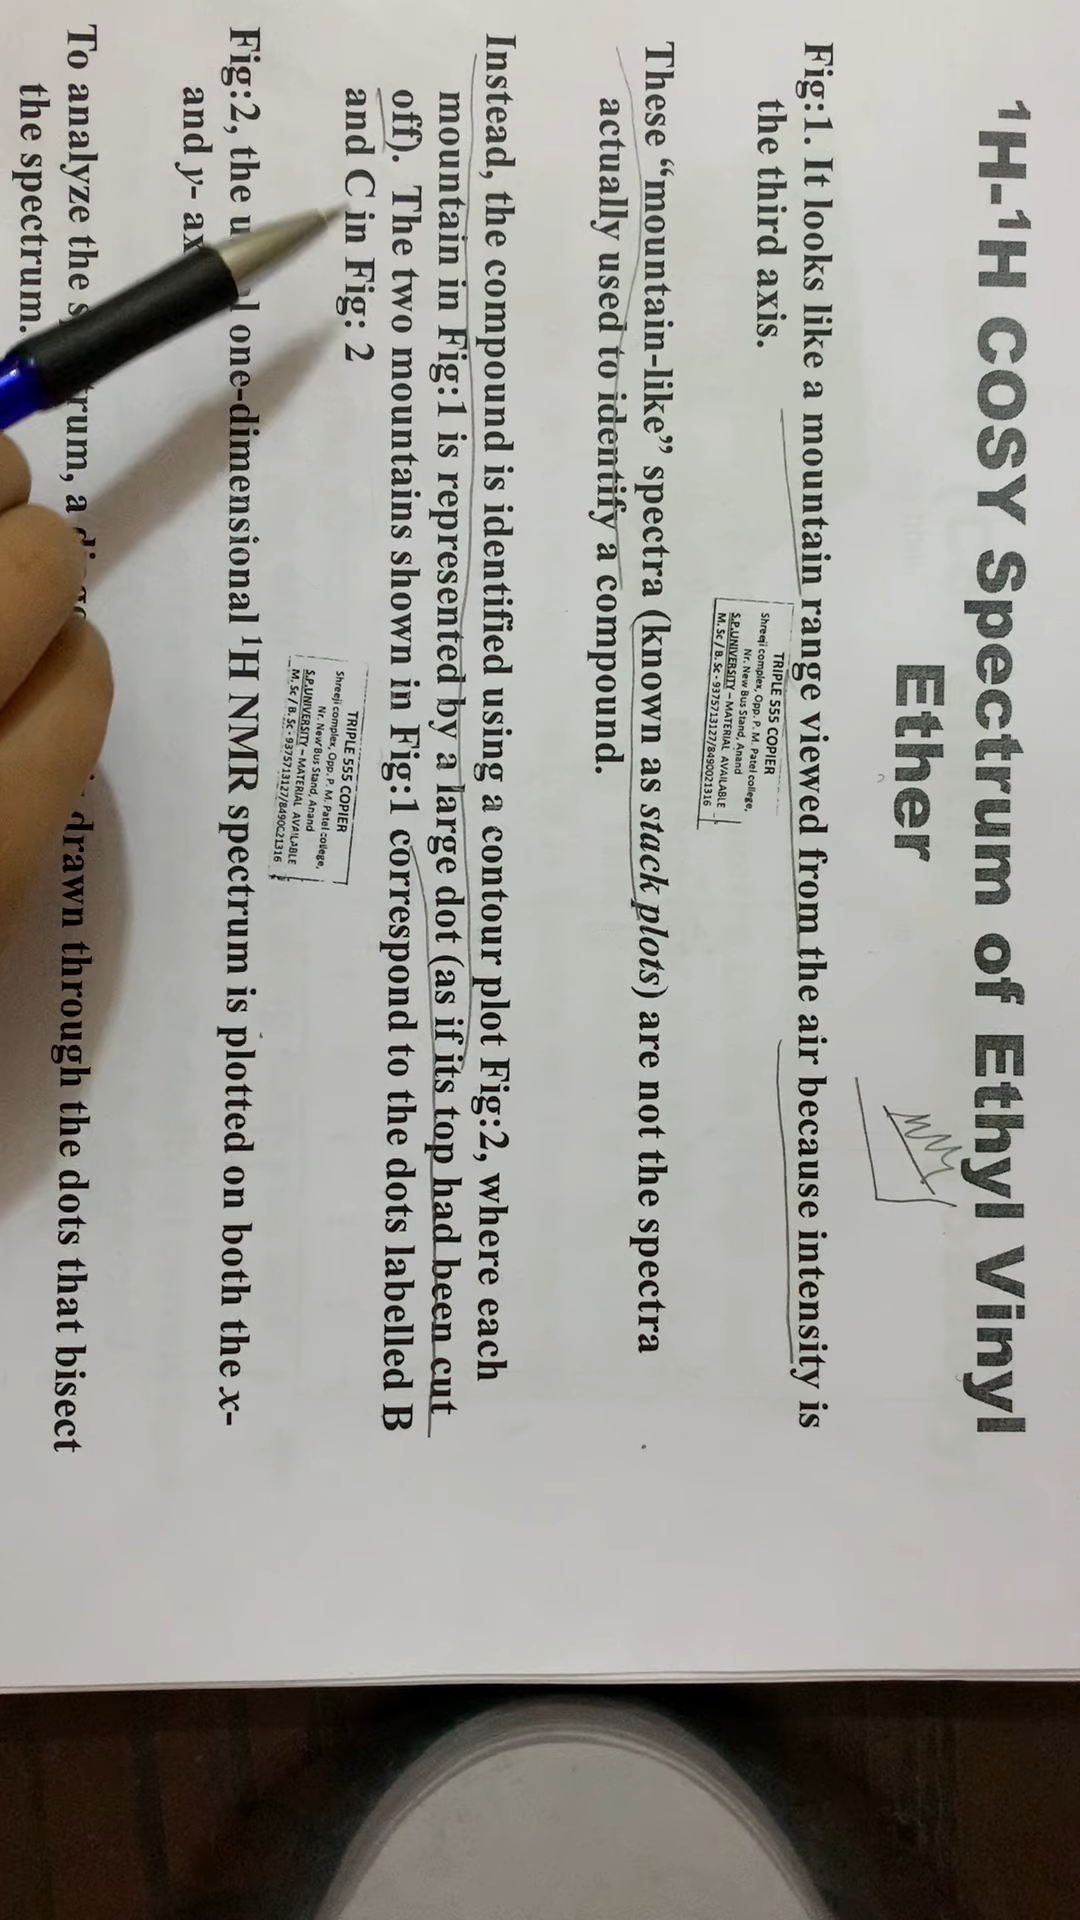 ¹H-¹H COSY Spectrum of Ethyl Vinyl
Ether
Fig:1. It looks like a mountain range viewed from the air because intensity is
the third axis.
TRIPLE 555 COPIER
Shreeji complex, Opp. P. M. Patel college,
Nr. New Bus Stand, Anand
S.P.UNIVERSITY – MATERIAL AVAILABLE
M. Sc / B. Sc - 9375713127/8490021316
These “mountain-like” spectra (known as stack plots) are not the spectra
actually used to identify a compound.
Instead, the compound is identified using a contour plot Fig:2, where each
mountain in Fig:1 is represented by a large dot (as if its top had been cut
off). The two mountains shown in Fig:1 correspond to the dots labelled B
and C in Fig: 2
TRIPLE 555 COPIER
Shreeji complex, Opp. P. M. Patel college,
Nr. New Bus Stand, Anand
S.P.UNIVERSITY – MATERIAL AVAILABLE
M. Sc / B. Sc - 9375713127/8490021316
Fig:2, the one-dimensional ¹H NMR spectrum is plotted on both the x-
and y-
To analyze the a drawn through the dots that bisect
the spectrum.